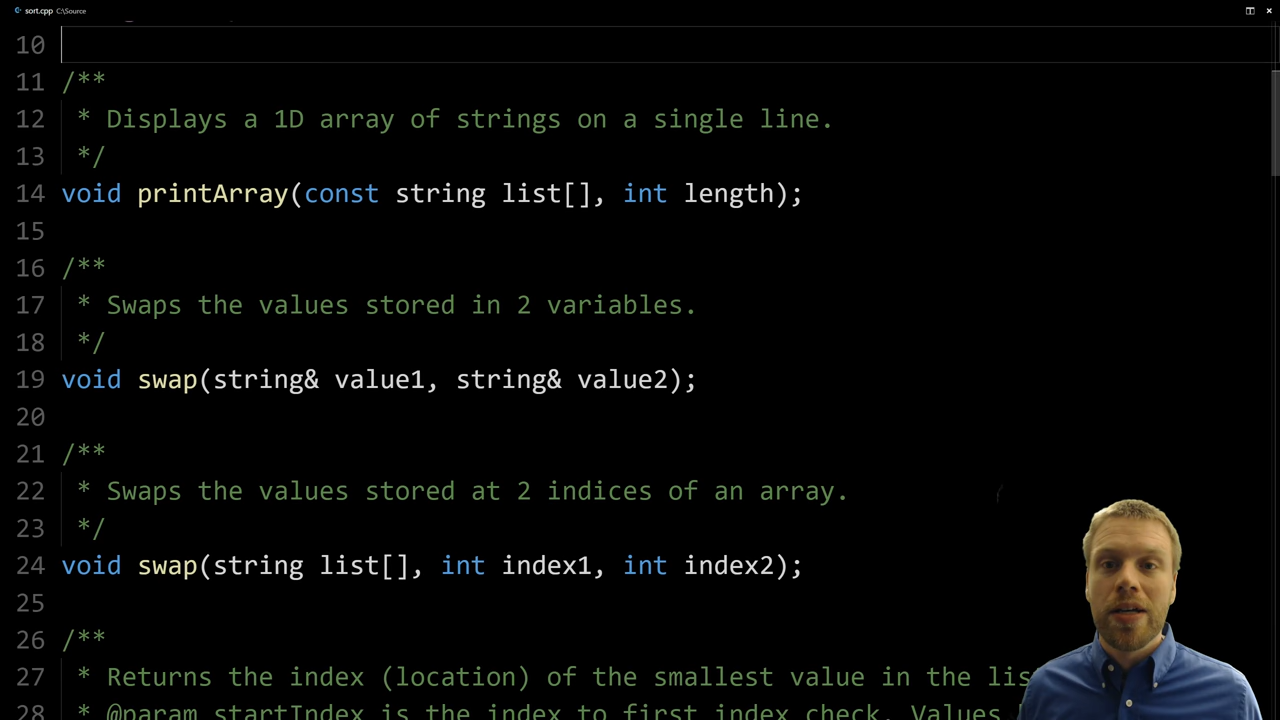 sort.cpp C:\Source
10
11 /**
12 * Displays a 1D array of strings on a single line.
13 */
14 void printArray(const string list[], int length);
15
16 /**
17 * Swaps the values stored in 2 variables.
18 */
19 void swap(string& value1, string& value2);
20
21 /**
22 * Swaps the values stored at 2 indices of an array.
23 */
24 void swap(string list[], int index1, int index2);
25
26 /**
27 * Returns the index (location) of the smallest value in the
28 * @param startIndex is the index to first index check. Values